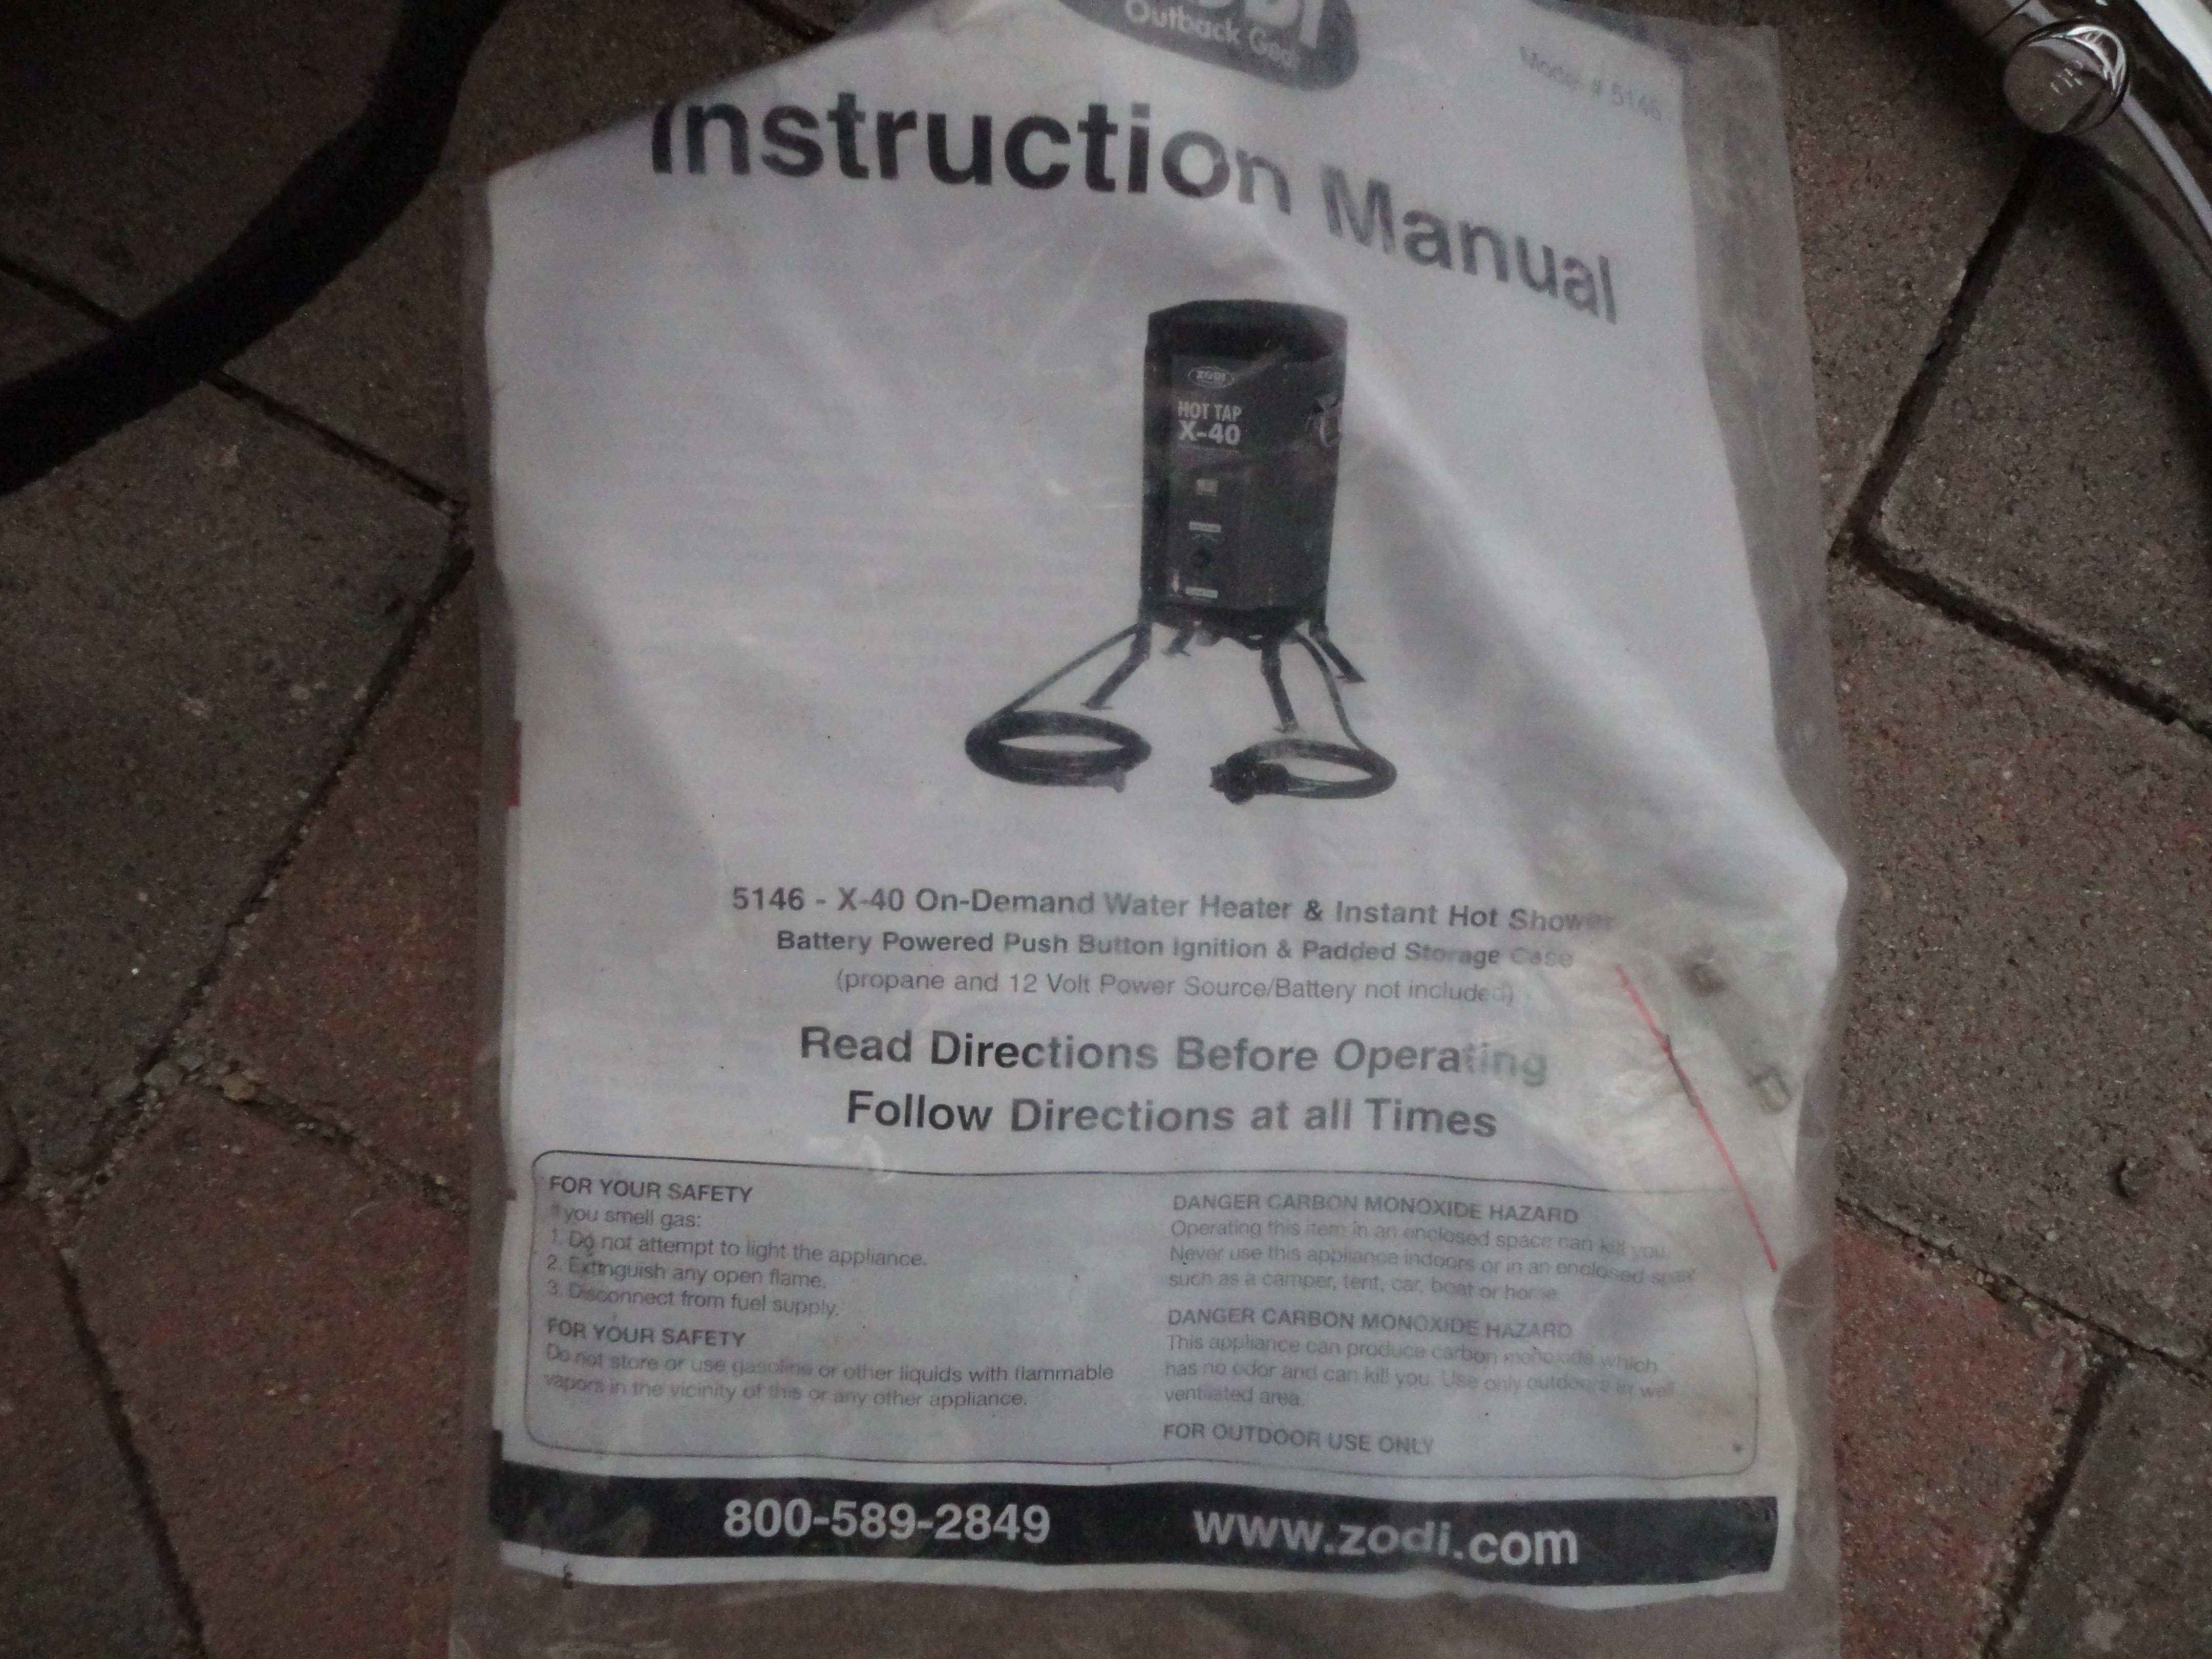 Outback Gear
Model # 5146
Instruction Manual
ZODI
HOT TAP
X-40
5146 - X-40 On-Demand Water Heater & Instant Hot Shower
Battery Powered Push Button Ignition & Padded Storage Case
(propane and 12 Volt Power Source/Battery not included)
Read Directions Before Operating
Follow Directions at all Times
FOR YOUR SAFETY
If you smell gas:
1. Do not attempt to light the appliance.
2. Extinguish any open flame.
3. Disconnect from fuel supply.
FOR YOUR SAFETY
Do not store or use gasoline or other liquids with flammable
vapors in the vicinity of this or any other appliance.
DANGER CARBON MONOXIDE HAZARD
Operating this item in an enclosed space can kill you.
Never use this appliance indoors or in an enclosed space
such as a camper, tent, car, boat or home.
DANGER CARBON MONOXIDE HAZARD
This appliance can produce carbon monoxide which
has no odor and can kill you. Use only outdoors in well
ventilated area.
FOR OUTDOOR USE ONLY
800-589-2849 www.zodi.com